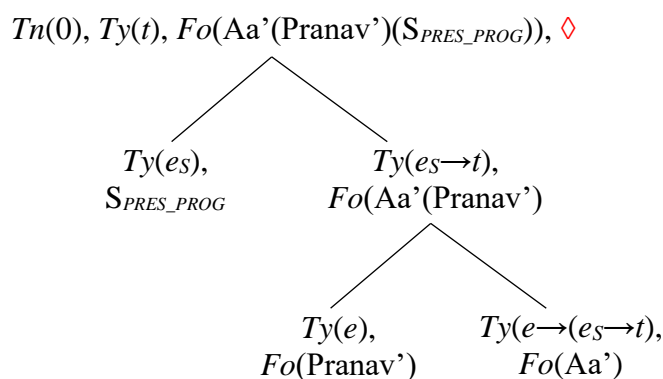 Tn(0), Ty(t), Fo(Aa’(Pranav’)(SPRES_PROG)), ◊
Ty(eS), Ty(eS→t),
SPRES_PROG Fo(Aa’(Pranav’)
Ty(e), Ty(e→(eS→t),
Fo(Pranav’) Fo(Aa’)